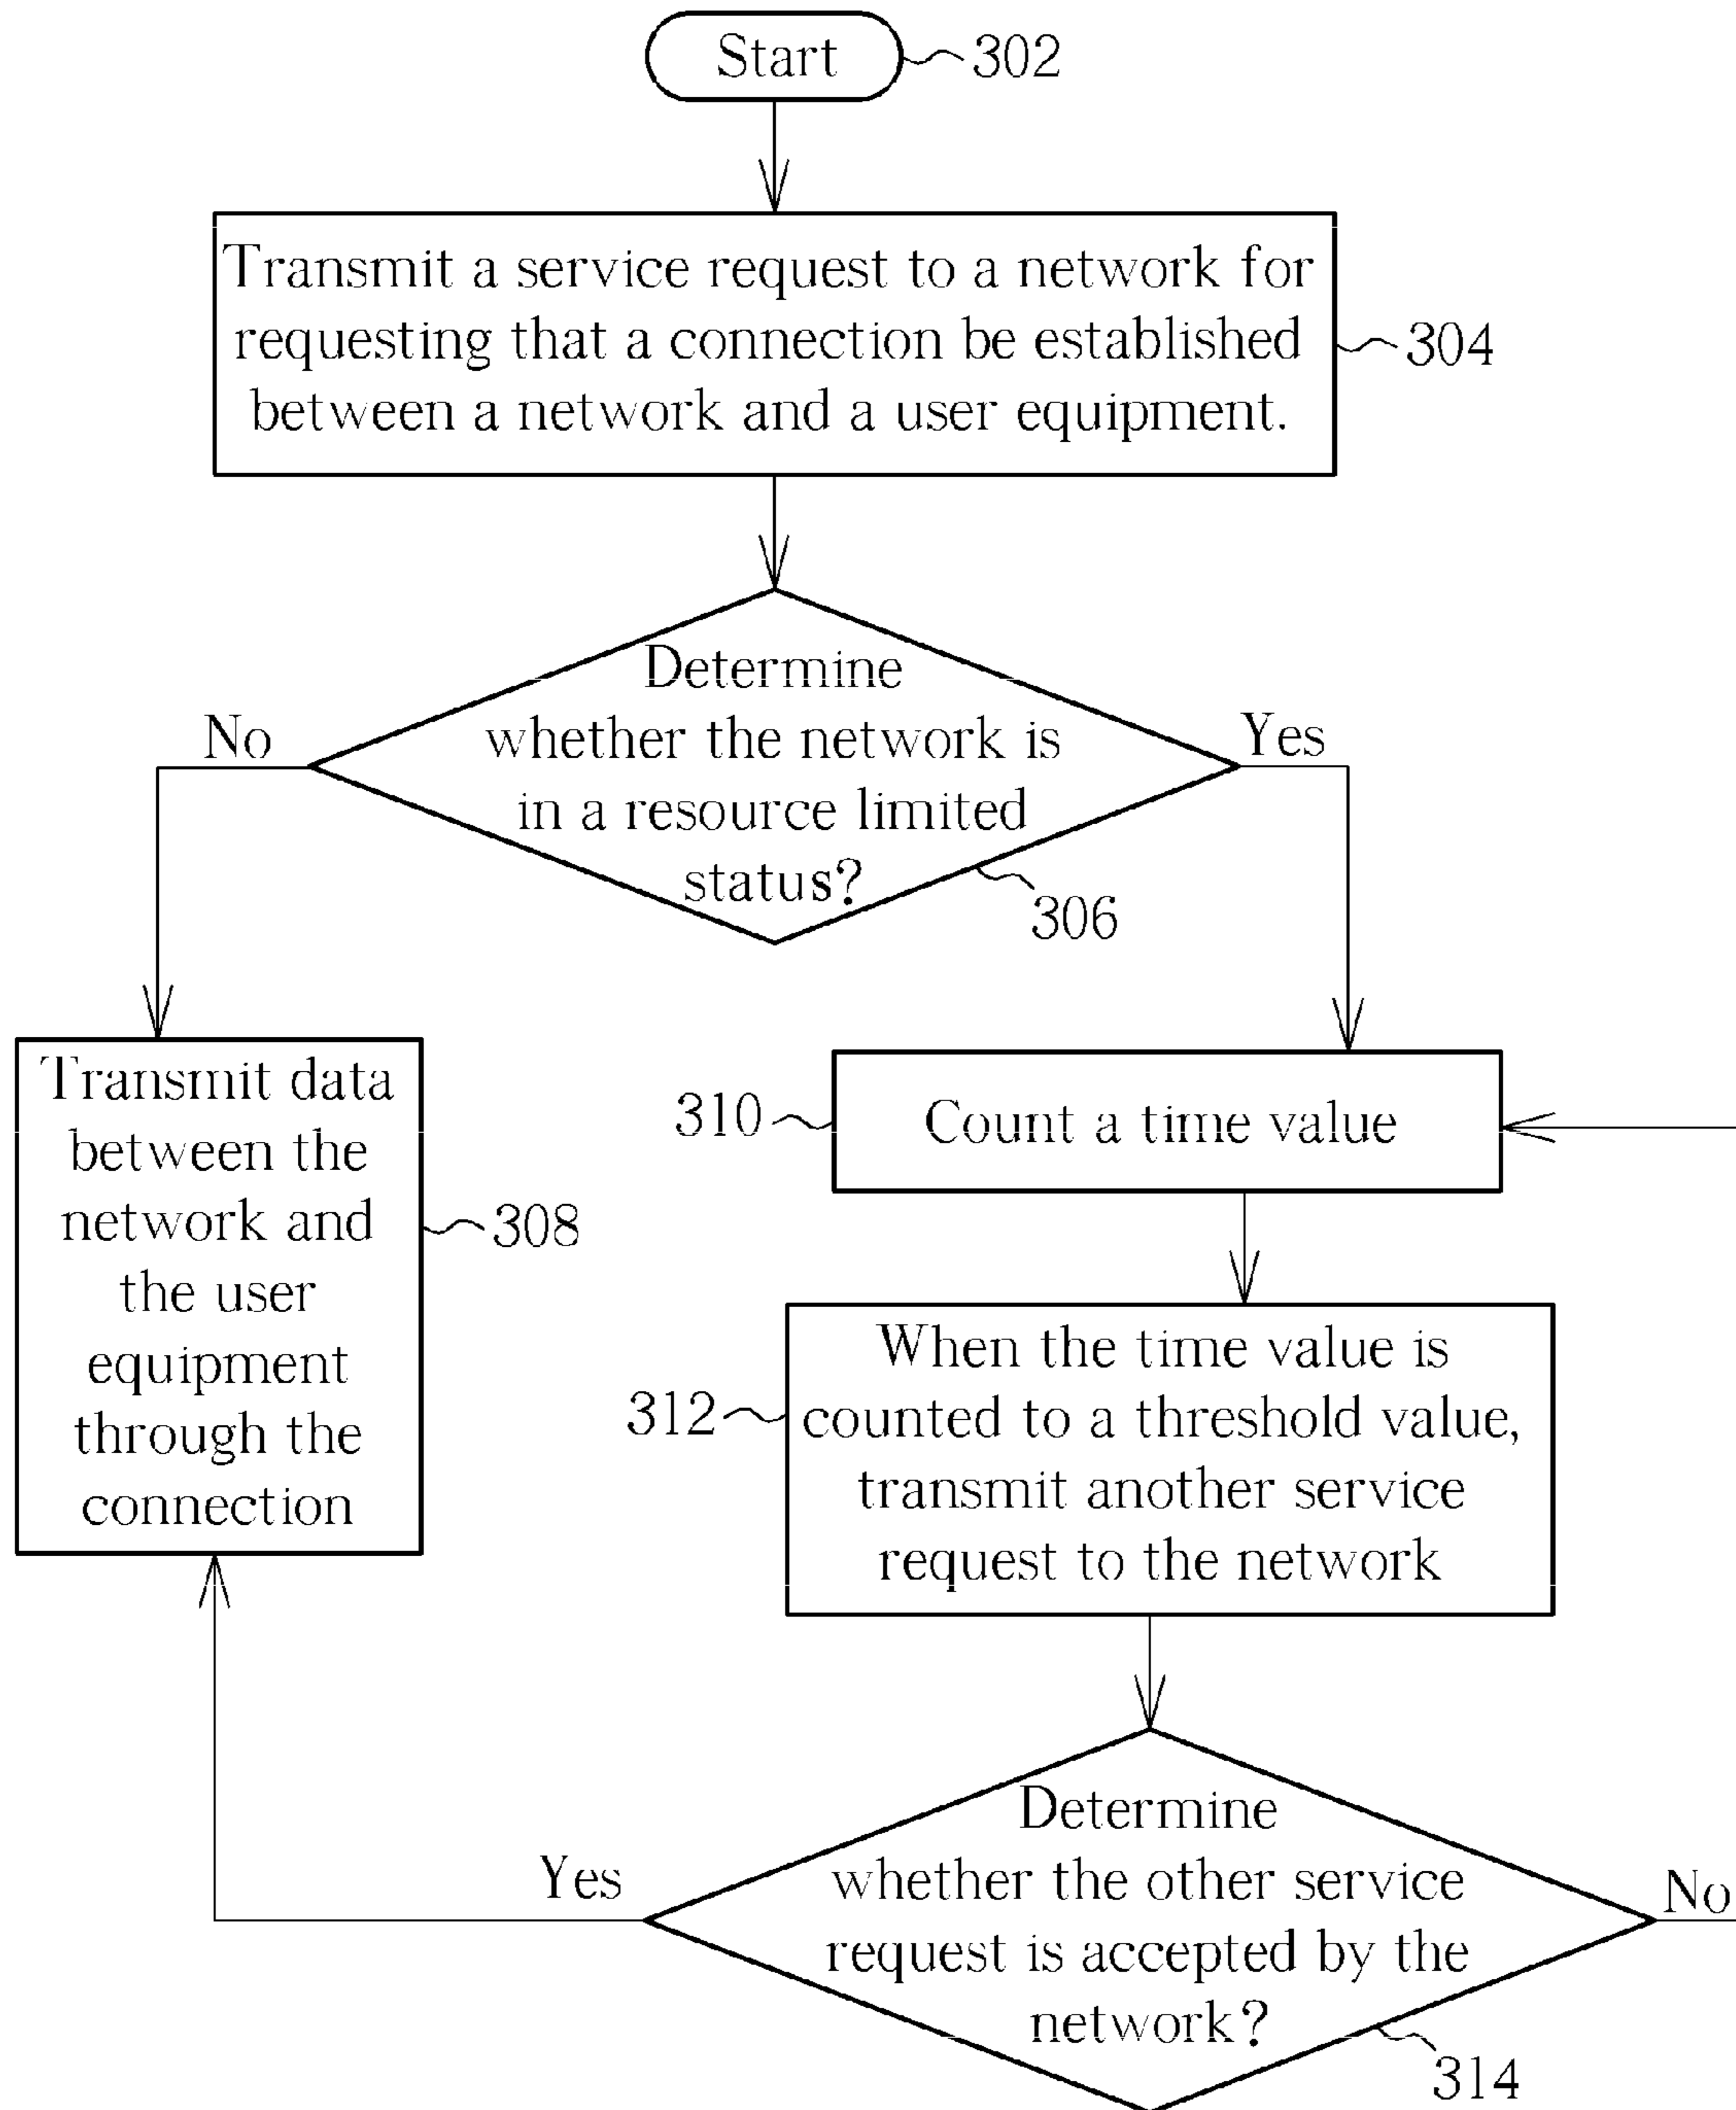 Start
302
Transmit a service request to a network for
requesting that a connection be established
between a network and a user equipment.
304
Determine
whether the network is
in a resource limited
status?
306
No
Yes
Transmit data
between the
network and
the user
equipment
through the
connection
308
310
Count a time value
312
When the time value is
counted to a threshold value,
transmit another service
request to the network
Determine
whether the other service
request is accepted by the
network?
314
Yes
No